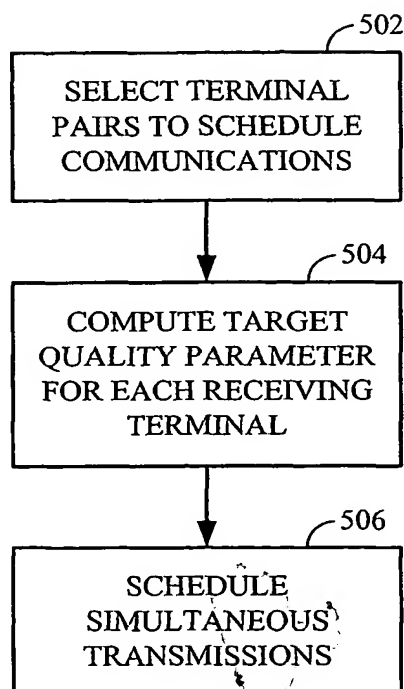 502
SELECT TERMINAL
PAIRS TO SCHEDULE
COMMUNICATIONS
504
COMPUTE TARGET
QUALITY PARAMETER
FOR EACH RECEIVING
TERMINAL
506
SCHEDULE
SIMULTANEOUS
TRANSMISSIONS